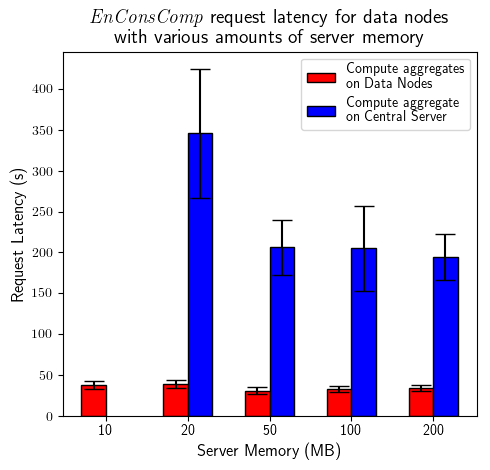 EnConsComp request latency for data nodes
with various amounts of server memory
Compute aggregates
on Data Nodes
Compute aggregate
on Central Server
Request Latency (s)
400
350
300
250
200
150
100
50
0
10 20 50 100 200
Server Memory (MB)